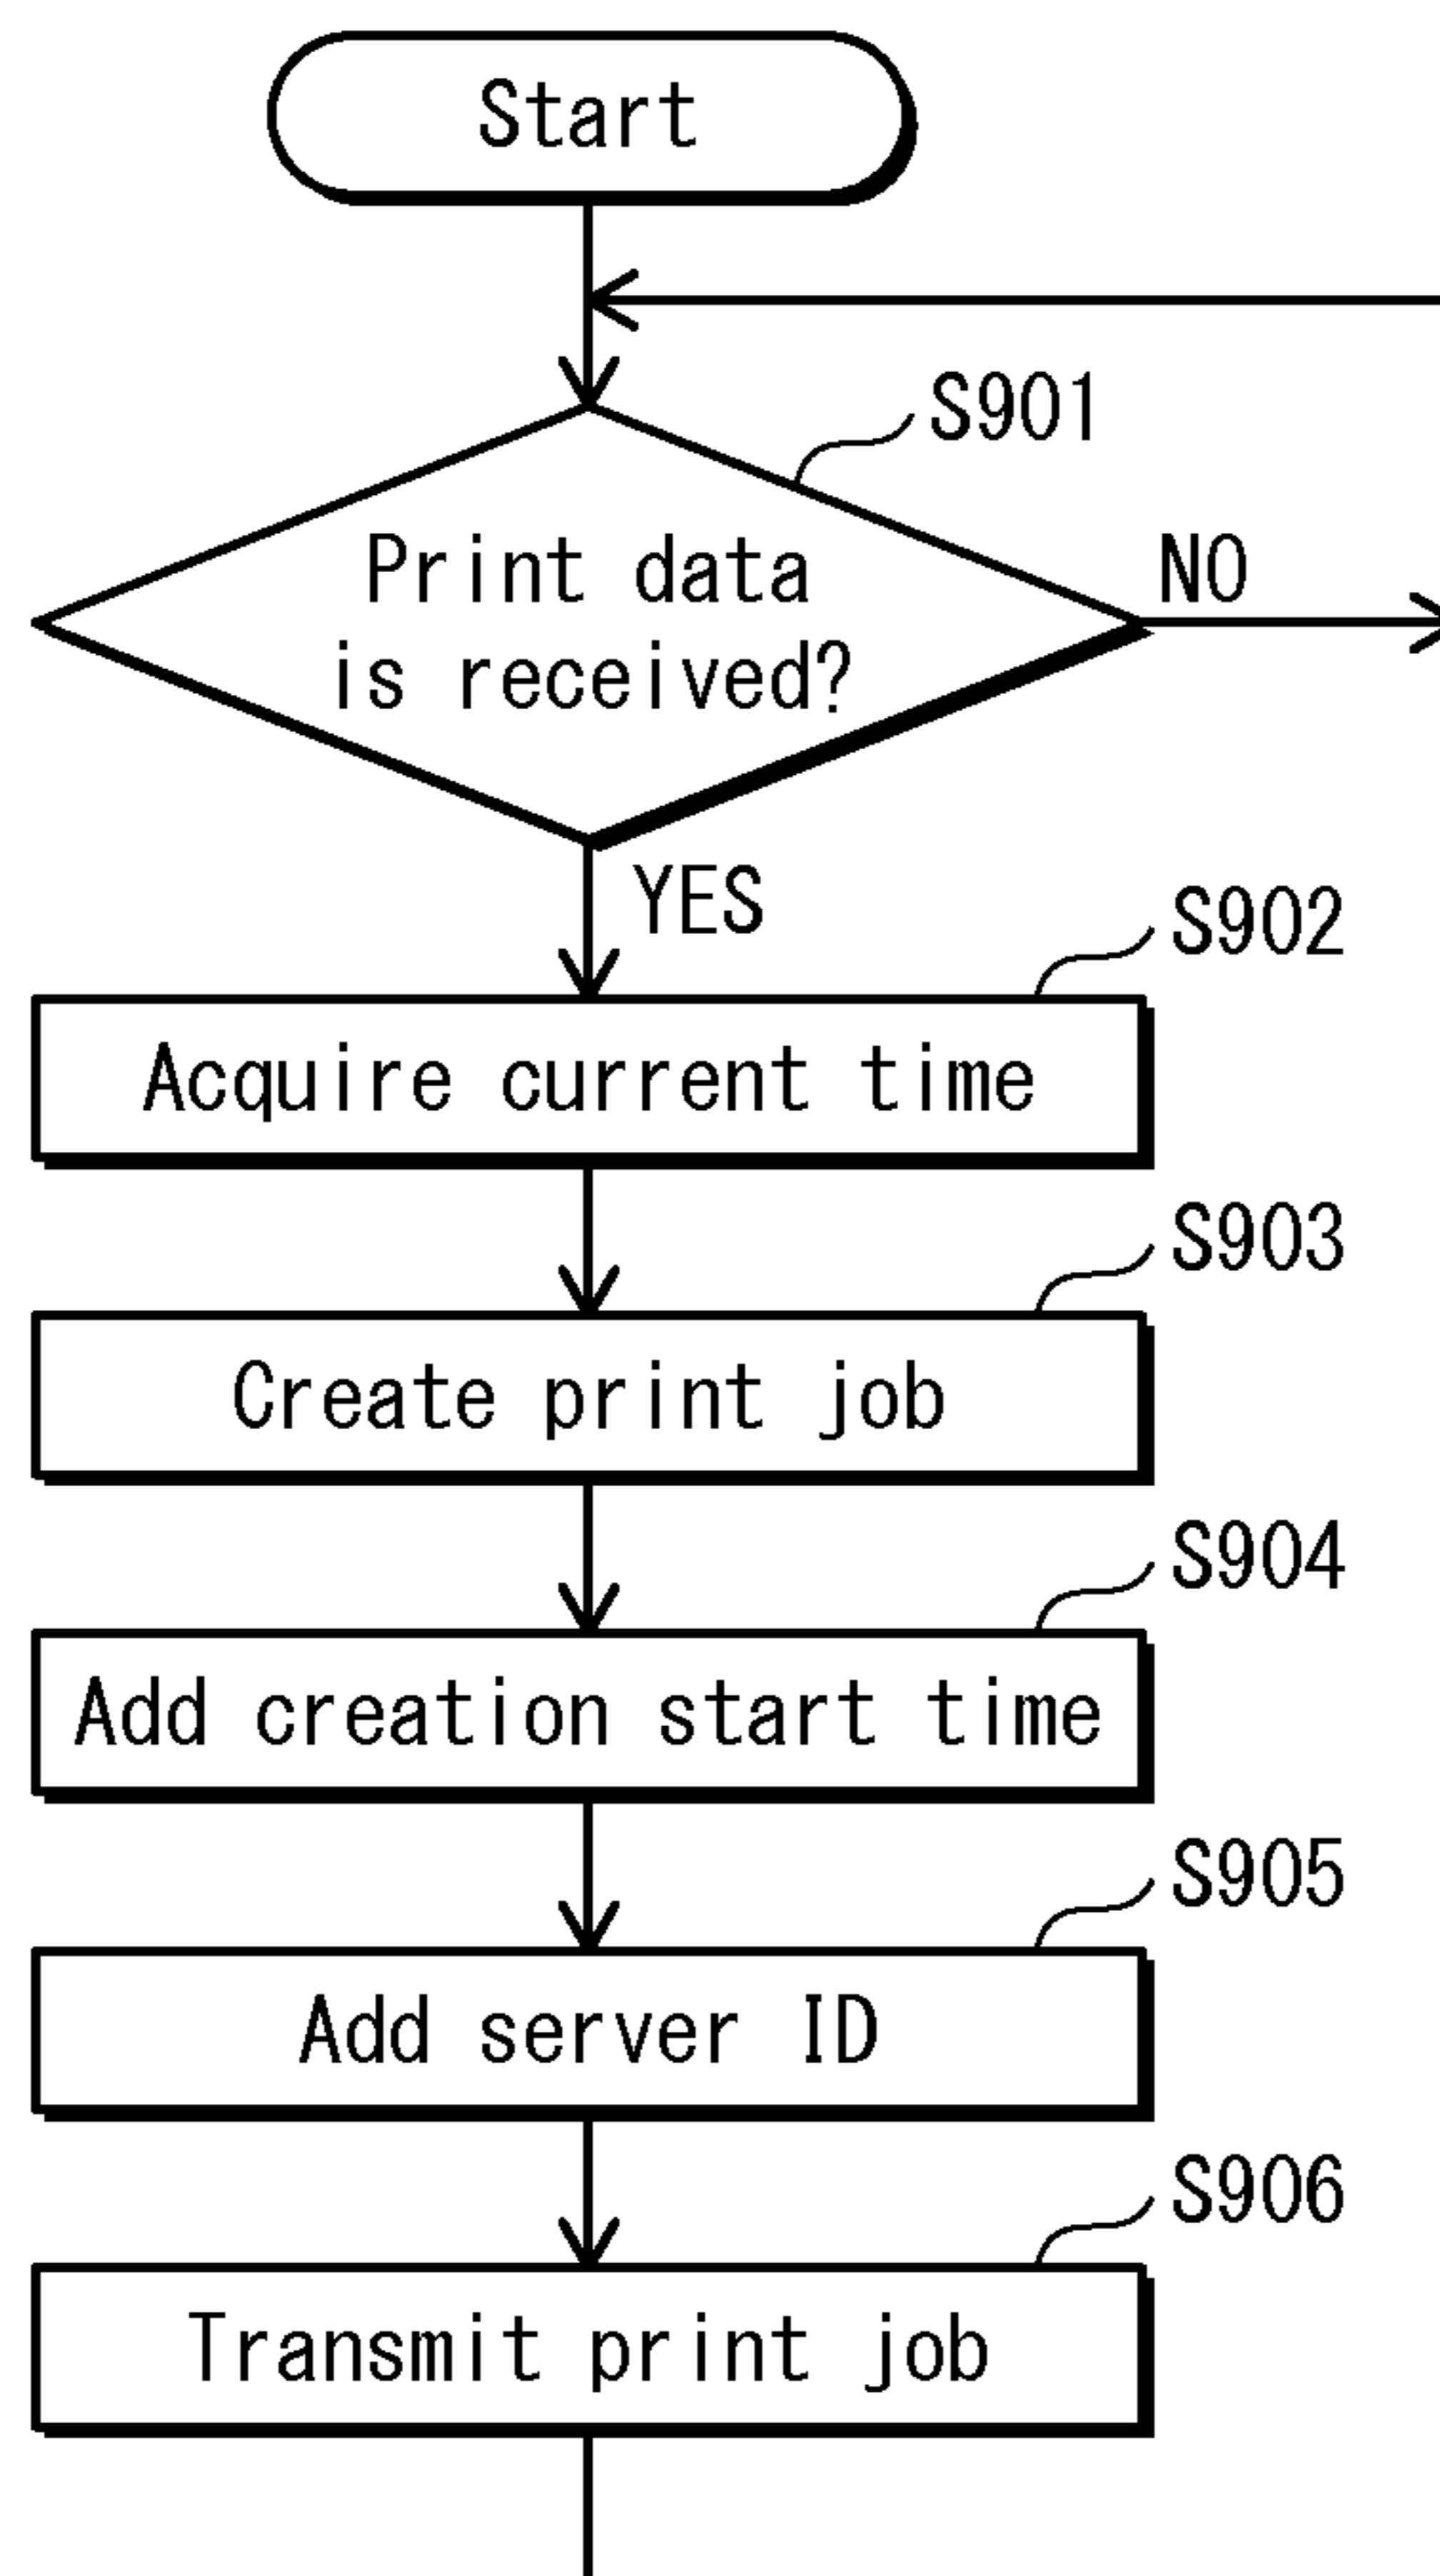 Start
S901
Print data
is received?
NO
YES
S902
Acquire current time
S903
Create print job
S904
Add creation start time
S905
Add server ID
S906
Transmit print job